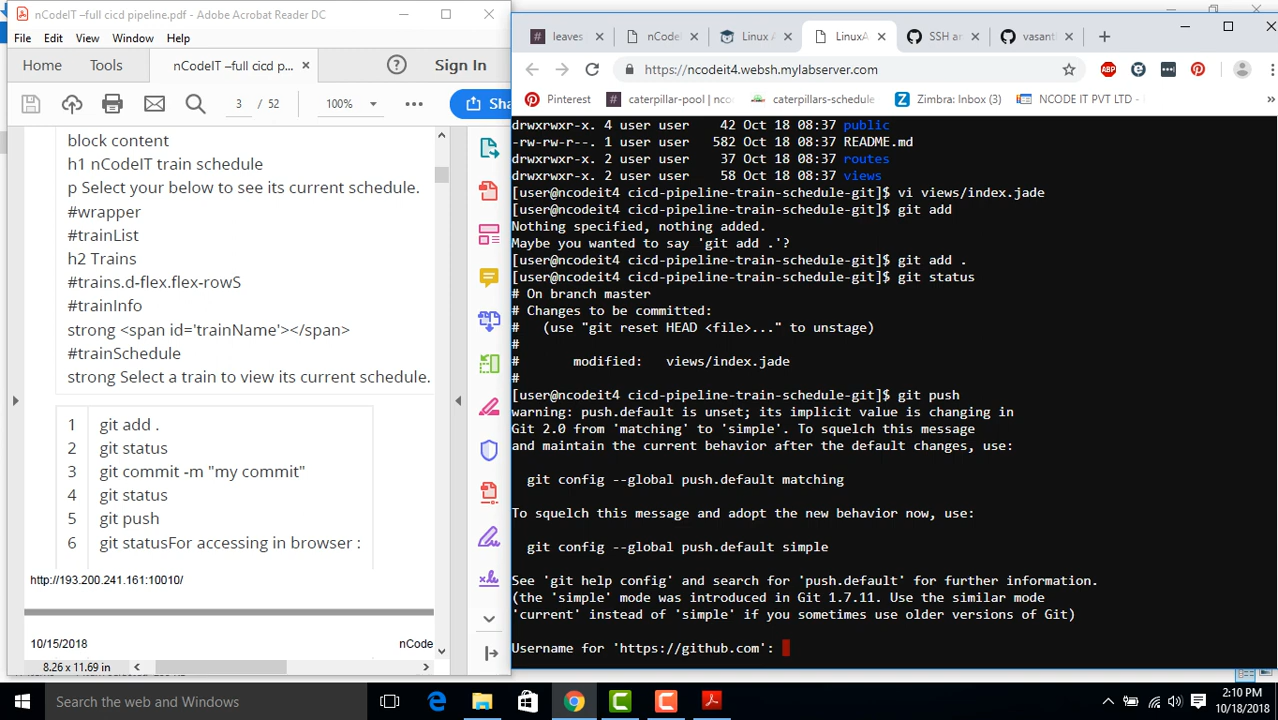 nCodeIT –full cicd pipeline.pdf - Adobe Acrobat Reader DC
File Edit View Window Help
Home Tools nCodeIT –full cicd p... × Sign In
3 / 52 100% Sha
block content
h1 nCodeIT train schedule
p Select your below to see its current schedule.
#wrapper
#trainList
h2 Trains
#trains.d-flex.flex-rowS
#trainInfo
strong <span id='trainName'></span>
#trainSchedule
strong Select a train to view its current schedule.
1 git add .
2 git status
3 git commit -m "my commit"
4 git status
5 git push
6 git statusFor accessing in browser :
http://193.200.241.161:10010/
10/15/2018 nCode
8.26 x 11.69 in
leaves nCode Linux A LinuxA SSH an vasant
https://ncodeit4.websh.mylabserver.com
ABP
Pinterest caterpillar-pool | nco caterpillars-schedule Zimbra: Inbox (3) NCODE IT PVT LTD - »
drwxrwxr-x. 4 user user 42 Oct 18 08:37 public
-rw-rw-r--. 1 user user 582 Oct 18 08:37 README.md
drwxrwxr-x. 2 user user 37 Oct 18 08:37 routes
drwxrwxr-x. 2 user user 58 Oct 18 08:37 views
[user@ncodeit4 cicd-pipeline-train-schedule-git]$ vi views/index.jade
[user@ncodeit4 cicd-pipeline-train-schedule-git]$ git add
Nothing specified, nothing added.
Maybe you wanted to say 'git add .'?
[user@ncodeit4 cicd-pipeline-train-schedule-git]$ git add .
[user@ncodeit4 cicd-pipeline-train-schedule-git]$ git status
# On branch master
# Changes to be committed:
#   (use "git reset HEAD <file>..." to unstage)
#
#       modified:   views/index.jade
#
[user@ncodeit4 cicd-pipeline-train-schedule-git]$ git push
warning: push.default is unset; its implicit value is changing in
Git 2.0 from 'matching' to 'simple'. To squelch this message
and maintain the current behavior after the default changes, use:
git config --global push.default matching
To squelch this message and adopt the new behavior now, use:
git config --global push.default simple
See 'git help config' and search for 'push.default' for further information.
(the 'simple' mode was introduced in Git 1.7.11. Use the similar mode
'current' instead of 'simple' if you sometimes use older versions of Git)
Username for 'https://github.com':
Search the web and Windows
2:10 PM
10/18/2018